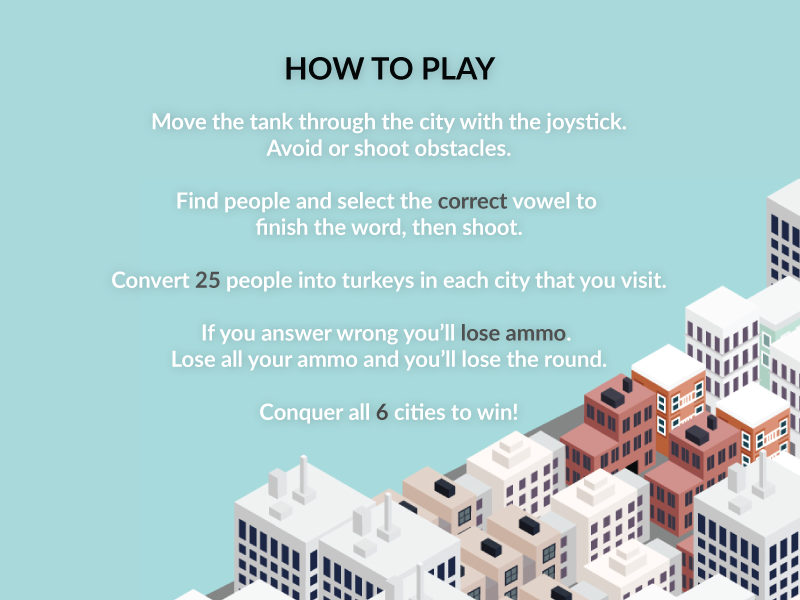 HOW TO PLAY
Move the tank through the city with the joystick.
Avoid or shoot obstacles.
Find people and select the correct vowel to
finish the word, then shoot.
Convert 25 people into turkeys in each city that you visit.
If you answer wrong you’ll lose ammo.
Lose all your ammo and you’ll lose the round.
Conquer all 6 cities to win!